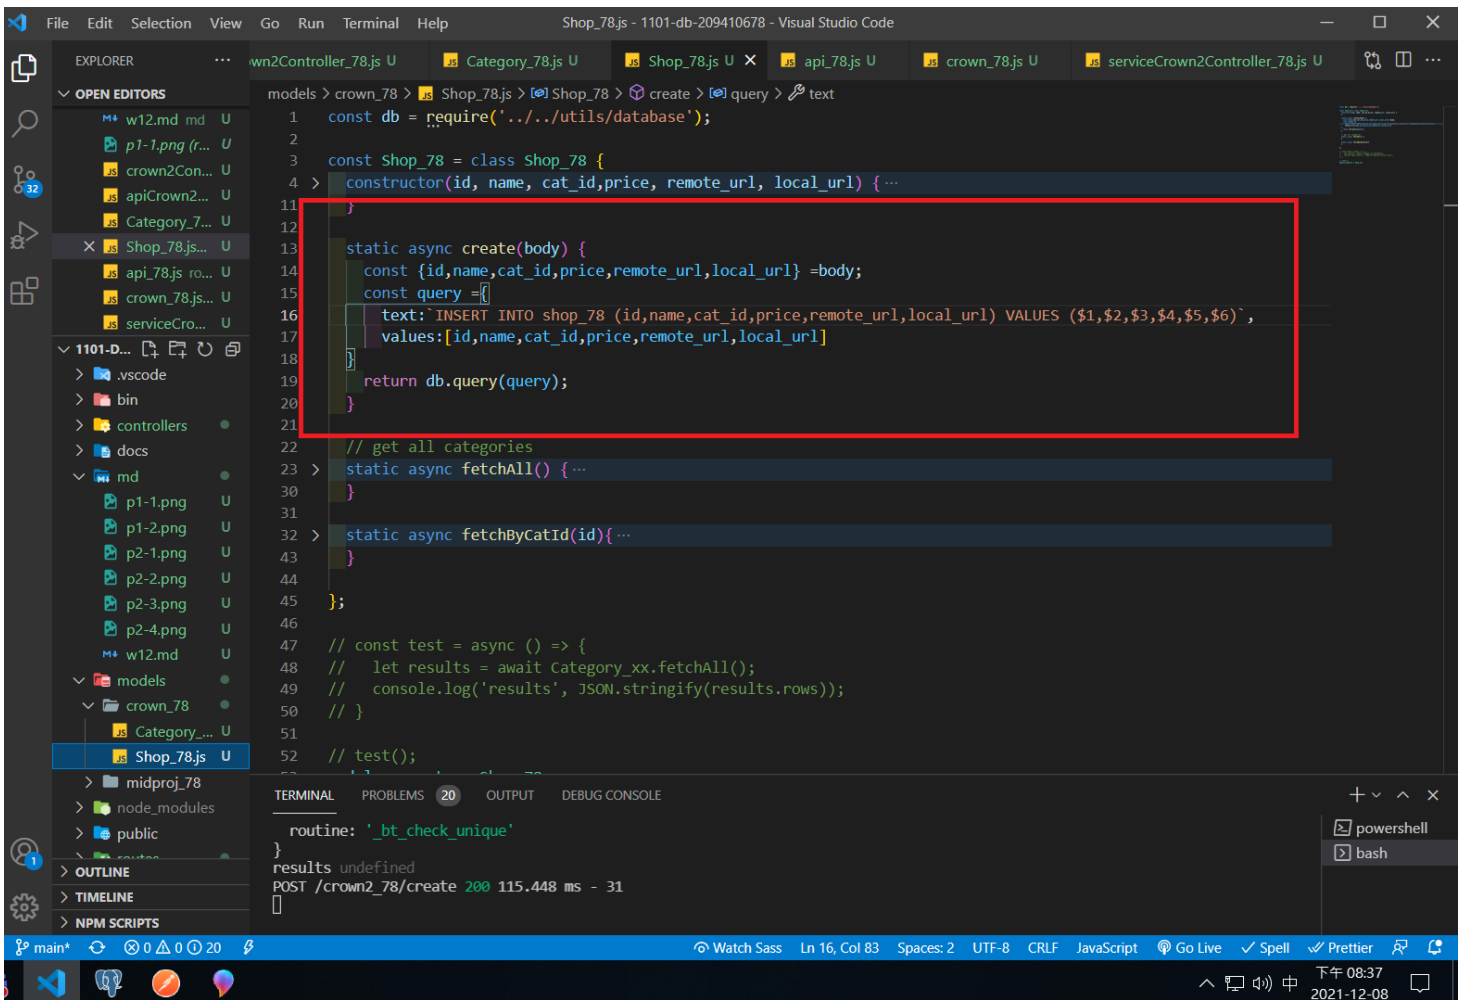 File Edit Selection View Go Run Terminal Help Shop_78.js - 1101-db-209410678 - Visual Studio Code
EXPLORER ··· wn2Controller_78.js U Category_78.js U Shop_78.js U api_78.js U crown_78.js U serviceCrown2Controller_78.js U
OPEN EDITORS
w12.md md U
p1-1.png (r... U
crown2Con... U
apiCrown2... U
Category_7... U
Shop_78.js... U
api_78.js ro... U
crown_78.js... U
serviceCro... U
1101-D...
.vscode
bin
controllers
docs
md
p1-1.png U
p1-2.png U
p2-1.png U
p2-2.png U
p2-3.png U
p2-4.png U
w12.md U
models
crown_78
Category_... U
Shop_78.js U
midproj_78
node_modules
public
routes
OUTLINE
TIMELINE
NPM SCRIPTS
32
1
models > crown_78 > Shop_78.js > Shop_78 > create > query > text
1 const db = require('../../utils/database');
2
3 const Shop_78 = class Shop_78 {
4 constructor(id, name, cat_id,price, remote_url, local_url) { ···
11 }
12
13 static async create(body) {
14 const {id,name,cat_id,price,remote_url,local_url} =body;
15 const query ={
16 text:`INSERT INTO shop_78 (id,name,cat_id,price,remote_url,local_url) VALUES ($1,$2,$3,$4,$5,$6)`,
17 values:[id,name,cat_id,price,remote_url,local_url]
18 }
19 return db.query(query);
20 }
21
22 // get all categories
23 static async fetchAll() { ···
30 }
31
32 static async fetchByCatId(id){ ···
43 }
44
45 };
46
47 // const test = async () => {
48 // let results = await Category_xx.fetchAll();
49 // console.log('results', JSON.stringify(results.rows));
50 // }
51
52 // test();
TERMINAL PROBLEMS 20 OUTPUT DEBUG CONSOLE
routine: '_bt_check_unique'
}
results undefined
POST /crown2_78/create 200 115.448 ms - 31
powershell
bash
main* 0 0 20 Watch Sass Ln 16, Col 83 Spaces: 2 UTF-8 CRLF JavaScript Go Live Spell Prettier
中 下午 08:37
2021-12-08